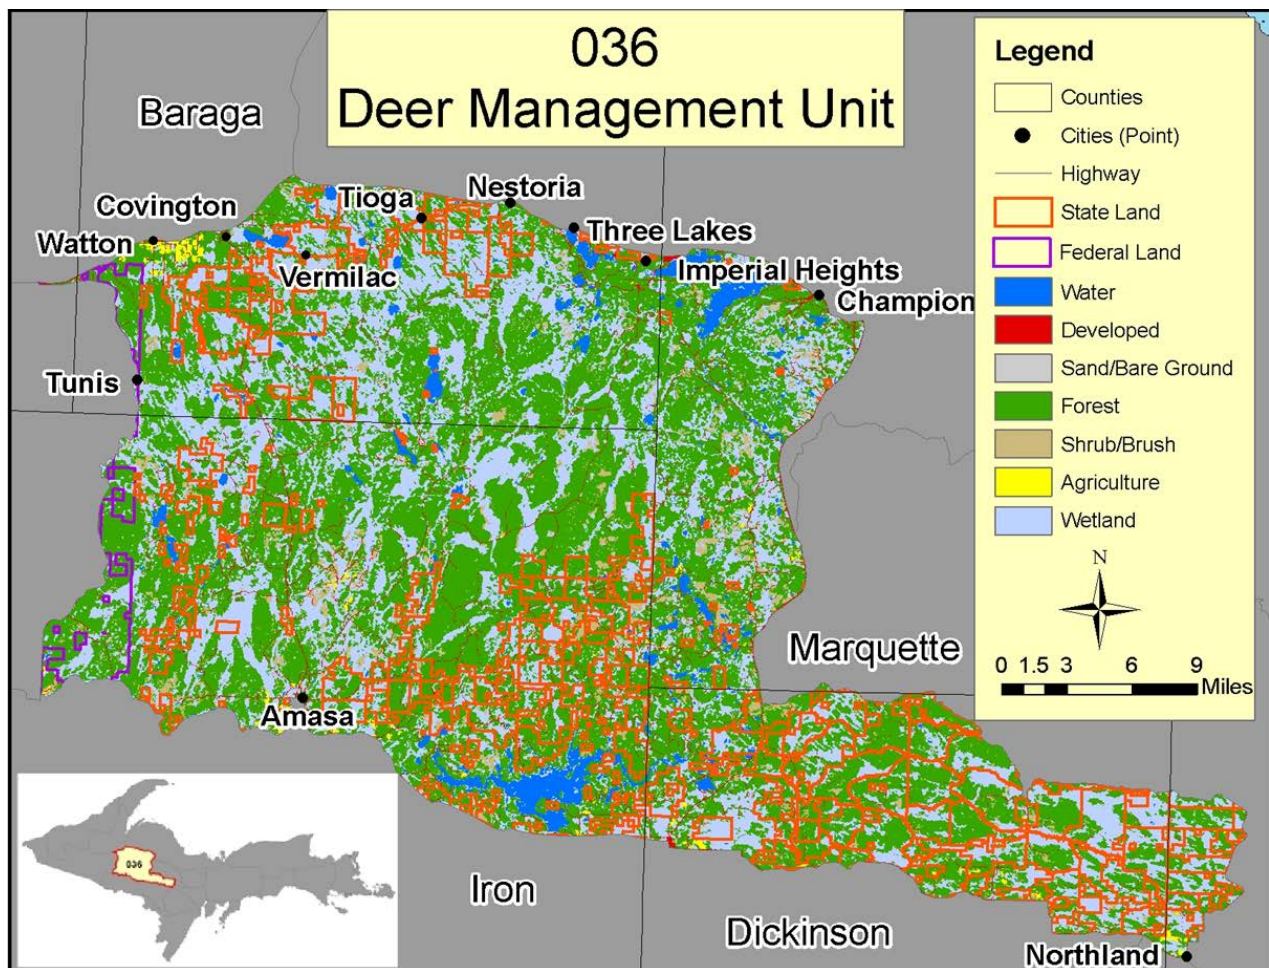 036
Deer Management Unit
Baraga
Legend
Counties
Cities (Point)
Highway
State Land
Federal Land
Water
Developed
Sand/Bare Ground
Forest
Shrub/Brush
Agriculture
Wetland
N
0 1.5 3 6 9
Miles
Nestoria
Tioga
Covington
Three Lakes
Watton
Imperial Heights
Vermilac
Champion
Tunis
Marquette
Amasa
036
Iron
Dickinson
Northland